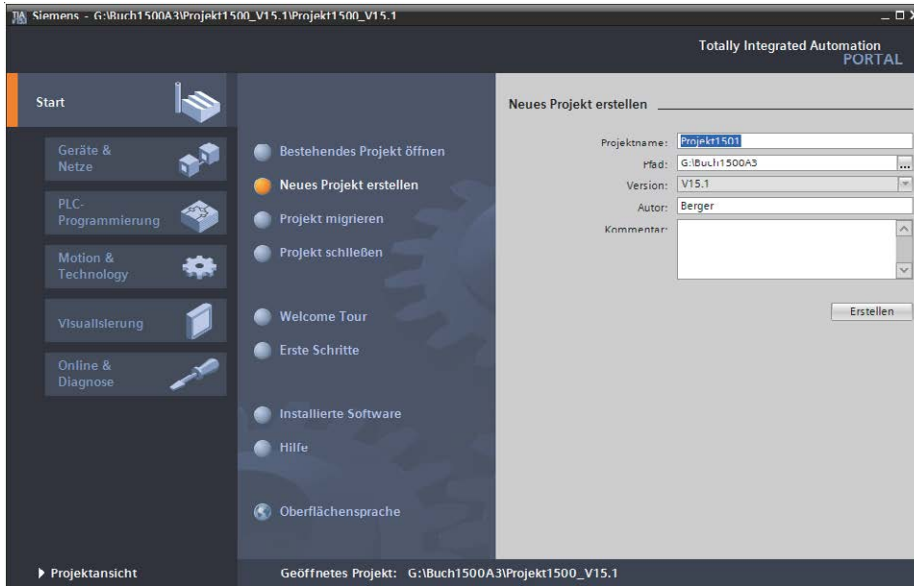 Siemens - G:\Buch1500A3\Projekt1500_V15.1\Projekt1500_V15.1
Totally Integrated Automation
PORTAL
Start
Geräte &
Netze
PLC-
Programmierung
Motion &
Technology
Visualisierung
Online &
Diagnose
Projektansicht
Bestehendes Projekt öffnen
Neues Projekt erstellen
Projekt migrieren
Projekt schließen
Welcome Tour
Erste Schritte
Installierte Software
Hilfe
Oberflächensprache
Neues Projekt erstellen
Projektname: Projekt1501
Pfad: G:\Buch1500A3 ...
Version: V15.1
Autor: Berger
Kommentar:
Erstellen
Geöffnetes Projekt: G:\Buch1500A3\Projekt1500_V15.1